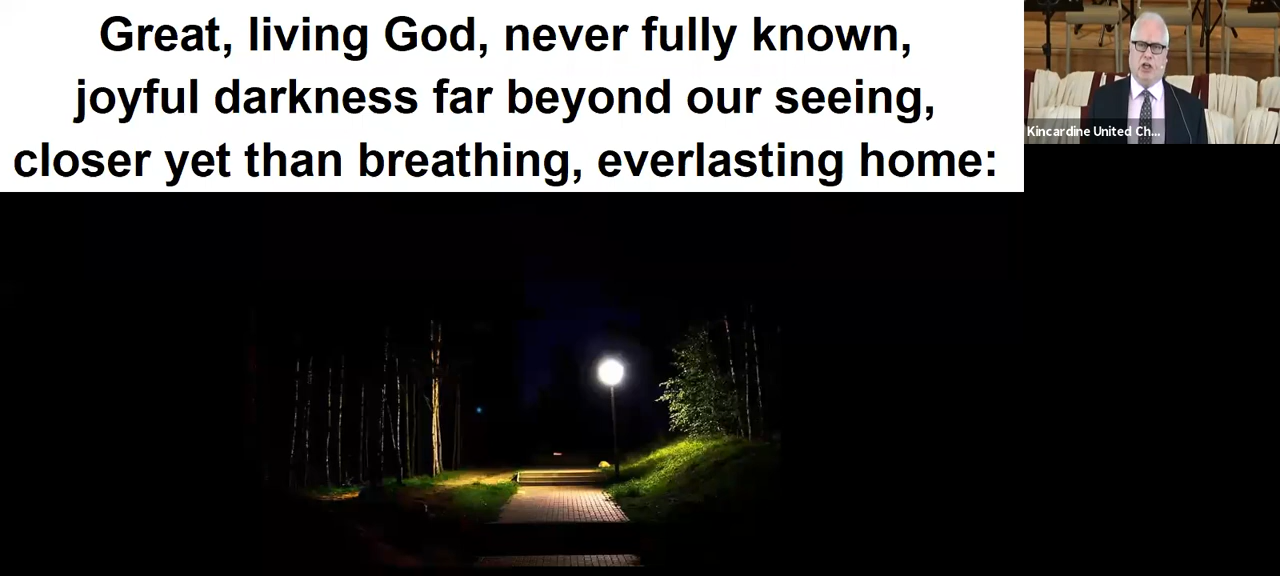 Great, living God, never fully known,
joyful darkness far beyond our seeing,
closer yet than breathing, everlasting home:
Kincardine United Ch...